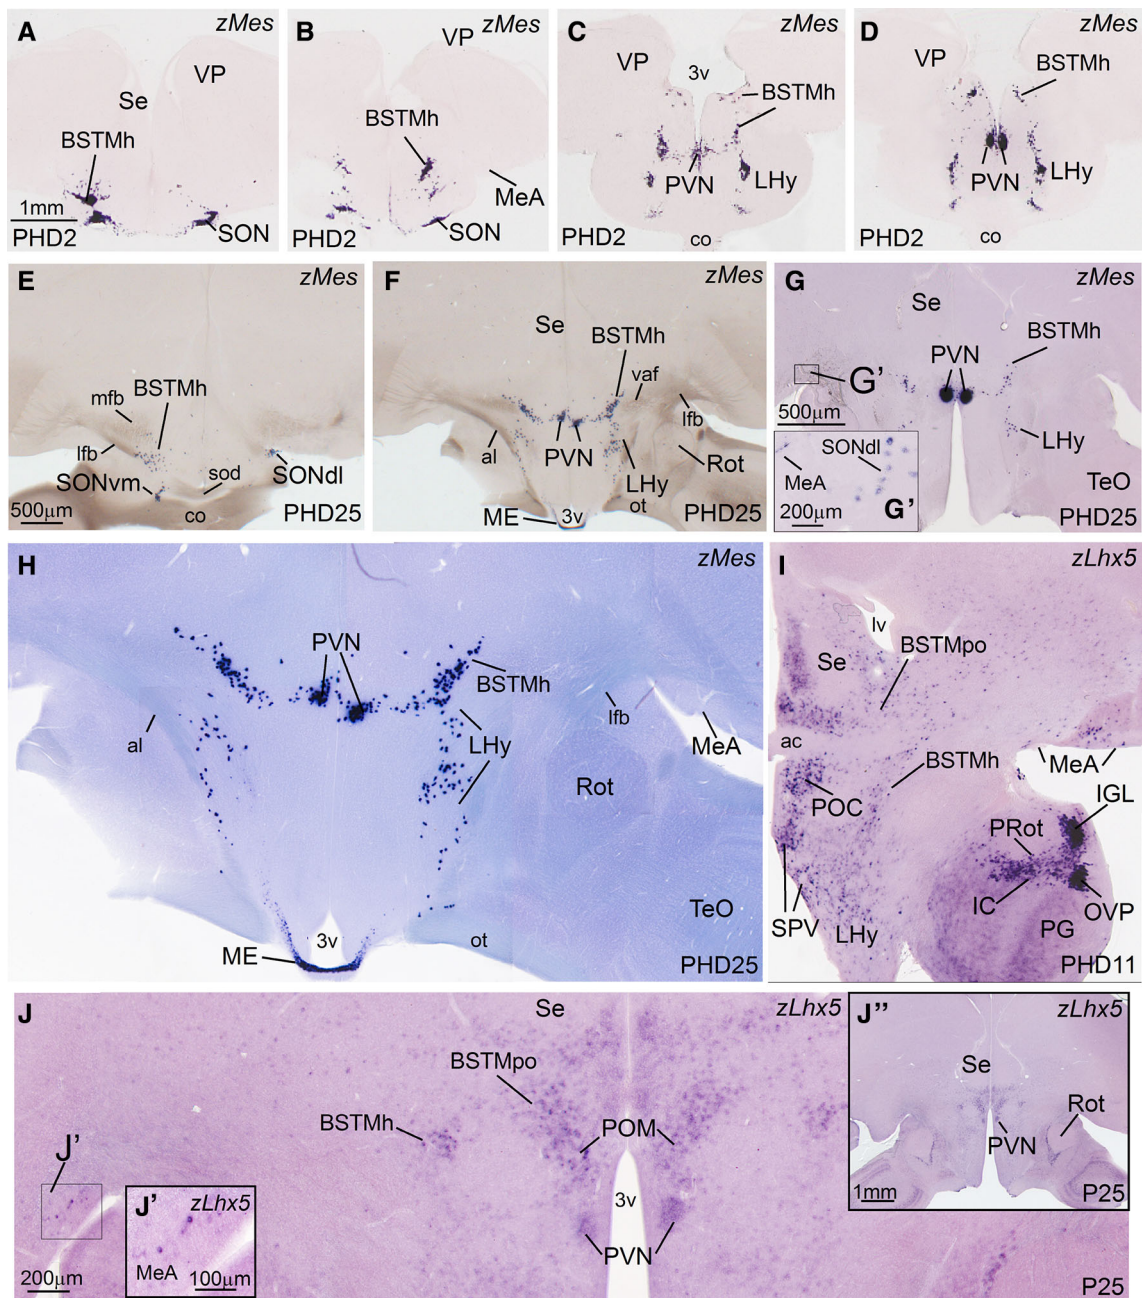 A
zMes
VP
Se
BSTMh
1mm
SON
PHD2
B
zMes
VP
BSTMh
MeA
SON
PHD2
C
zMes
VP
3v
BSTMh
PVN
LHy
co
PHD2
D
zMes
VP
BSTMh
PVN
LHy
co
PHD2
E
zMes
mfb
BSTMh
lfb
SONvm
sod
SONdl
500µm
co
PHD25
F
zMes
Se
BSTMh
vaf
lfb
PVN
al
Rot
LHy
ME
3v
ot
PHD25
G
zMes
Se
BSTMh
PVN
G’
500µm
LHy
SONdl
MeA
TeO
200µm
G’
PHD25
H
zMes
PVN
BSTMh
lfb
al
LHy
MeA
Rot
TeO
3v
ot
ME
PHD25
I
zLhx5
lv
Se
BSTMpo
ac
BSTMh
MeA
POC
IGL
PRot
IC
OVP
SPV
LHy
PG
PHD11
J
Se
zLhx5
BSTMpo
BSTMh
POM
J’
3v
PVN
200µm
P25
J’
zLhx5
MeA
100µm
J’’
zLhx5
Se
Rot
PVN
1mm
P25